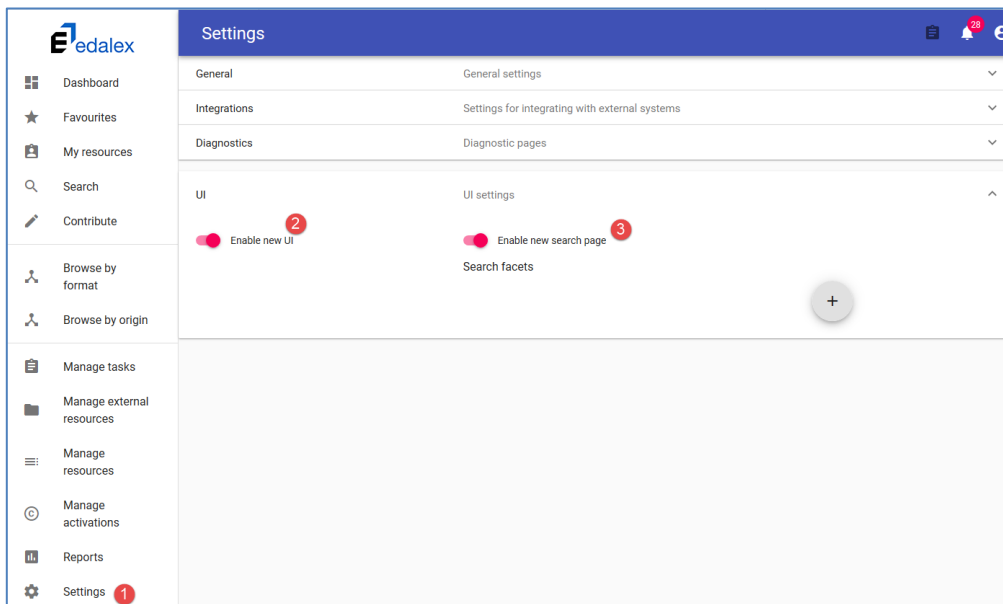 edalex
Settings
28
Dashboard
Favourites
My resources
Search
Contribute
Browse by
format
Browse by origin
Manage tasks
Manage external
resources
Manage
resources
Manage
activations
Reports
Settings 1
General General settings
Integrations Settings for integrating with external systems
Diagnostics Diagnostic pages
UI UI settings
Enable new UI 2
Enable new search page 3
Search facets
+